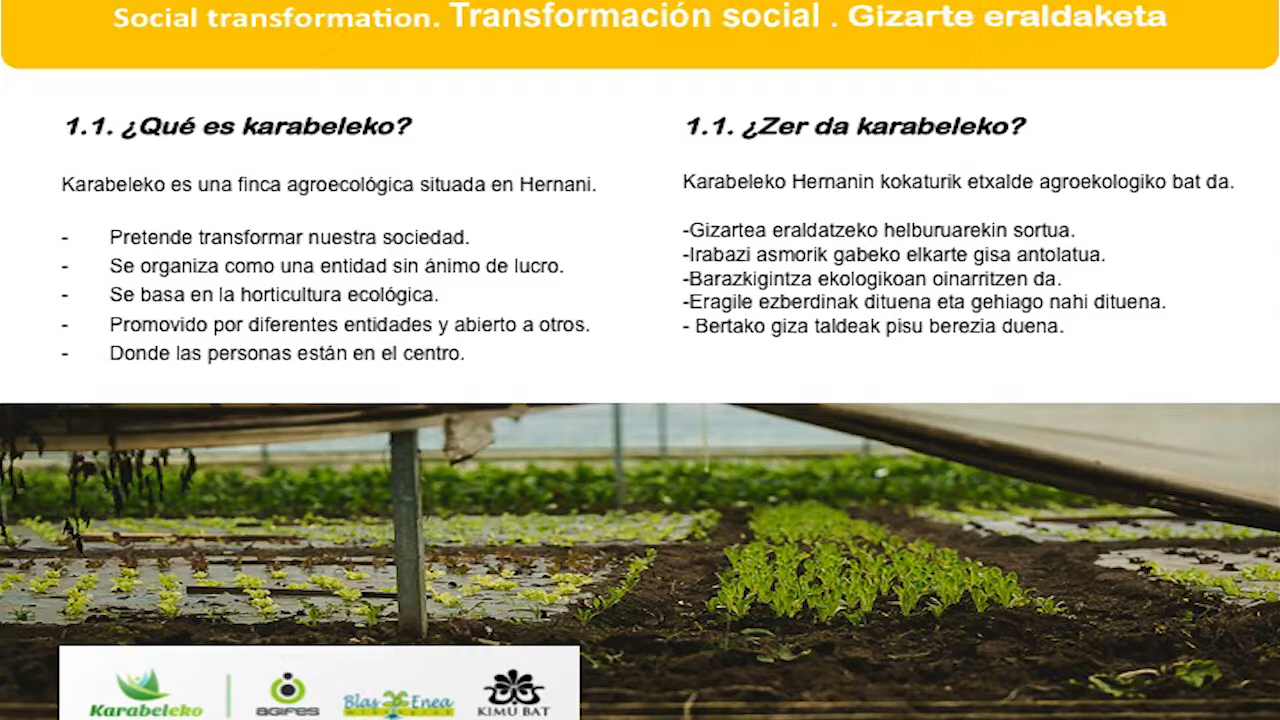 Social transformation. Transformación social . Gizarte eraldaketa
1.1. ¿Qué es karabeleko?
Karabeleko es una finca agroecológica situada en Hernani.
- Pretende transformar nuestra sociedad.
- Se organiza como una entidad sin ánimo de lucro.
- Se basa en la horticultura ecológica.
- Promovido por diferentes entidades y abierto a otros.
- Donde las personas están en el centro.
1.1. ¿Zer da karabeleko?
Karabeleko Hernanin kokaturik etxalde agroekologiko bat da.
-Gizartea eraldatzeko helburuarekin sortua.
-Irabazi asmorik gabeko elkarte gisa antolatua.
-Barazkigintza ekologikoan oinarritzen da.
-Eragile ezberdinak dituena eta gehiago nahi dituena.
- Bertako giza taldeak pisu berezia duena.
Karabeleko
agifes
Blas Enea
KIMU BAT